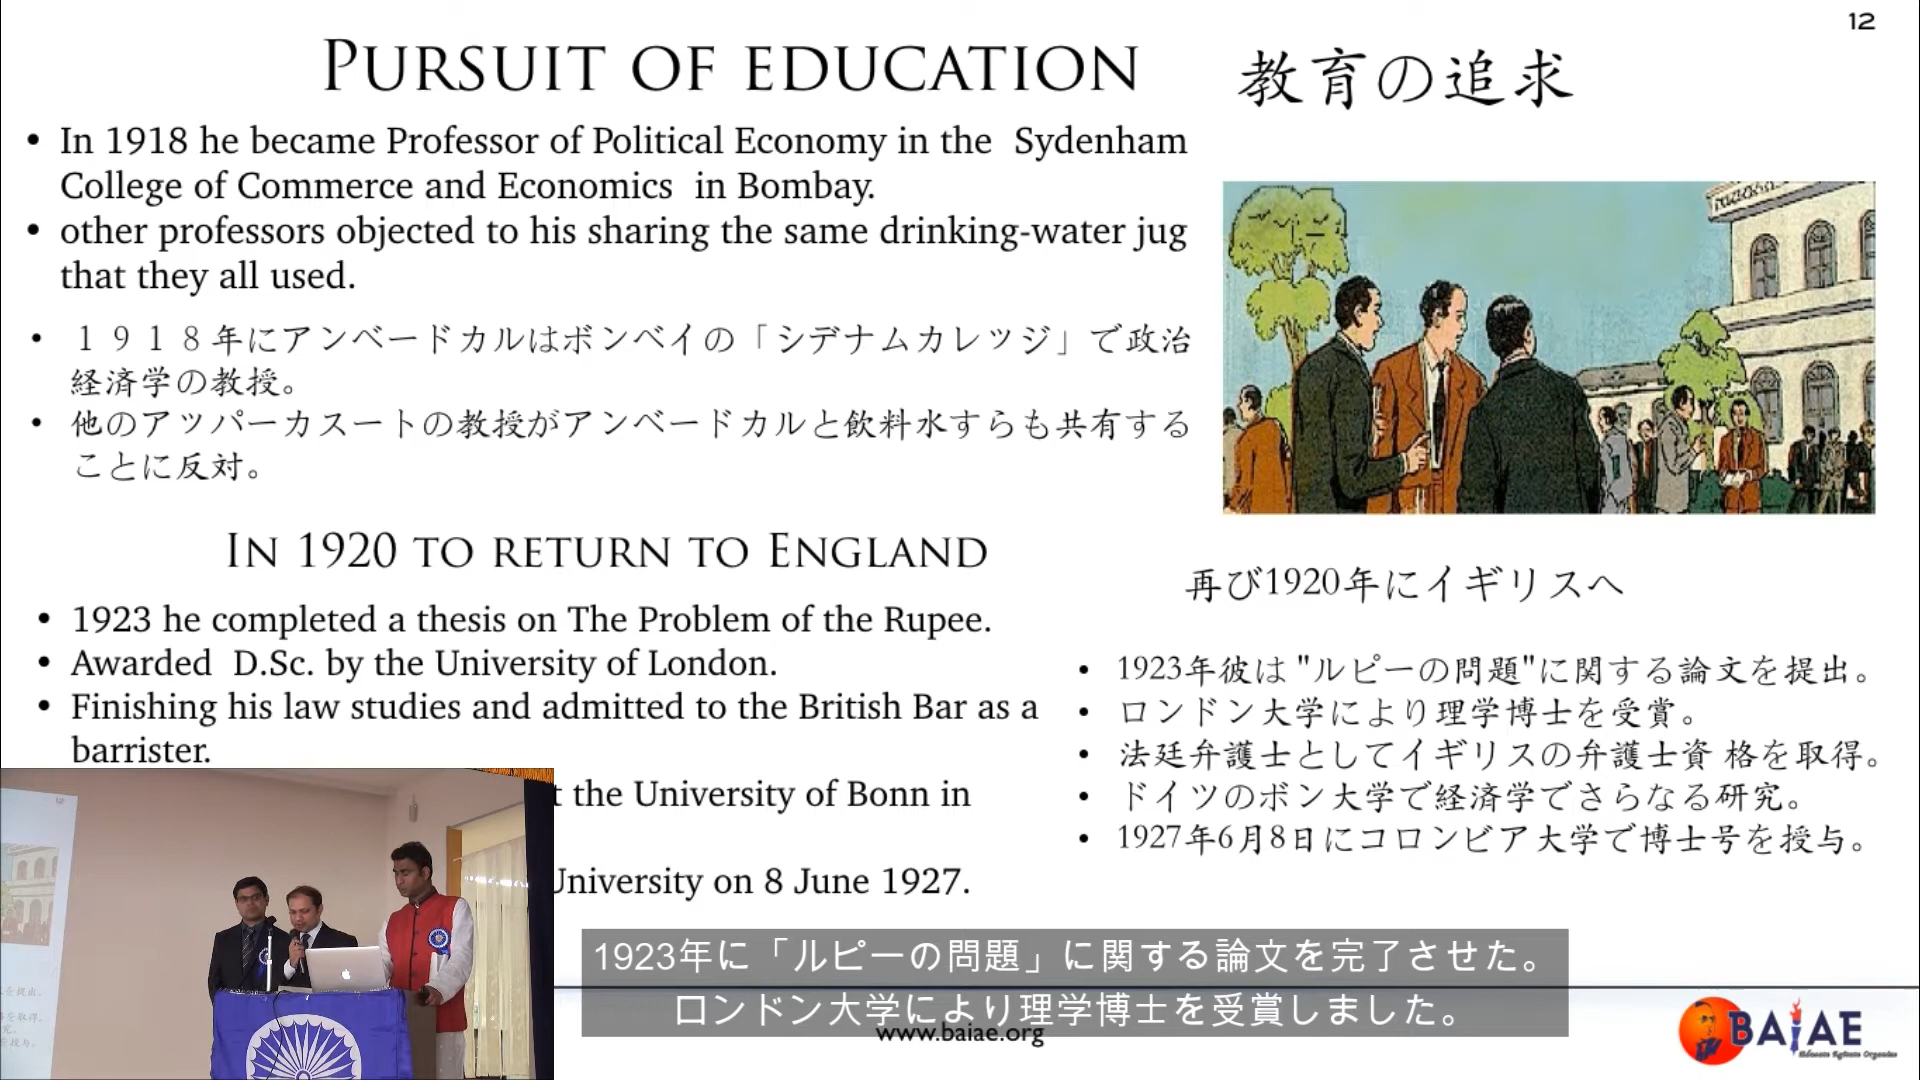 12
PURSUIT OF EDUCATION
教育の追求
• In 1918 he became Professor of Political Economy in the Sydenham
College of Commerce and Economics in Bombay.
• other professors objected to his sharing the same drinking-water jug
that they all used.
• １９１８年にアンベードカルはボンベイの「シデナムカレッジ」で政治
経済学の教授。
• 他のアッパーカスートの教授がアンベードカルと飲料水すらも共有する
ことに反対。
IN 1920 TO RETURN TO ENGLAND
• 1923 he completed a thesis on The Problem of the Rupee.
• Awarded D.Sc. by the University of London.
• Finishing his law studies and admitted to the British Bar as a
barrister.
the University of Bonn in
University on 8 June 1927.
再び1920年にイギリスへ
• 1923年彼は "ルピーの問題"に関する論文を提出。
• ロンドン大学により理学博士を受賞。
• 法廷弁護士としてイギリスの弁護士資 格を取得。
• ドイツのボン大学で経済学でさらなる研究。
• 1927年6月8日にコロンビア大学で博士号を授与。
1923年に「ルピーの問題」に関する論文を完了させた。
ロンドン大学により理学博士を受賞しました。
www.baiae.org
BAIAE
Educate Agitate Organize